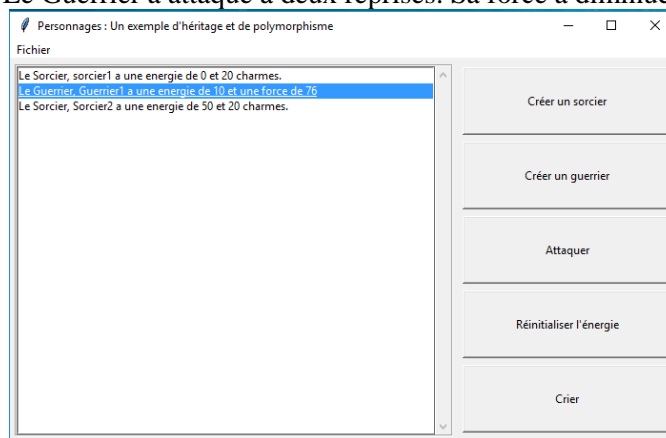 Le Guerrier a attaqué à deux reprises. Sa force a diminué
Personnages : Un exemple d'héritage et de polymorphisme
Fichier
Le Sorcier, sorcier1 a une energie de 0 et 20 charmes.
Le Guerrier, Guerrier1 a une energie de 10 et une force de 76
Le Sorcier, Sorcier2 a une energie de 50 et 20 charmes.
Créer un sorcier
Créer un guerrier
Attaquer
Réinitialiser l'énergie
Crier